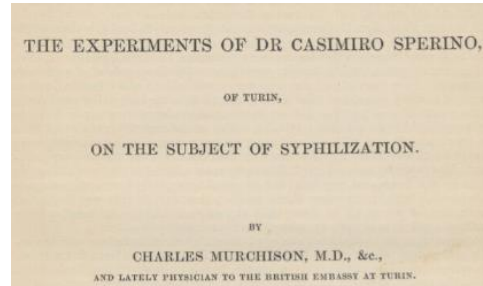 THE EXPERIMENTS OF DR CASIMIRO SPERINO,
OF TURIN,
ON THE SUBJECT OF SYPHILIZATION.
BY
CHARLES MURCHISON, M.D., &c.,
AND LATELY PHYSICIAN TO THE BRITISH EMBASSY AT TURIN.